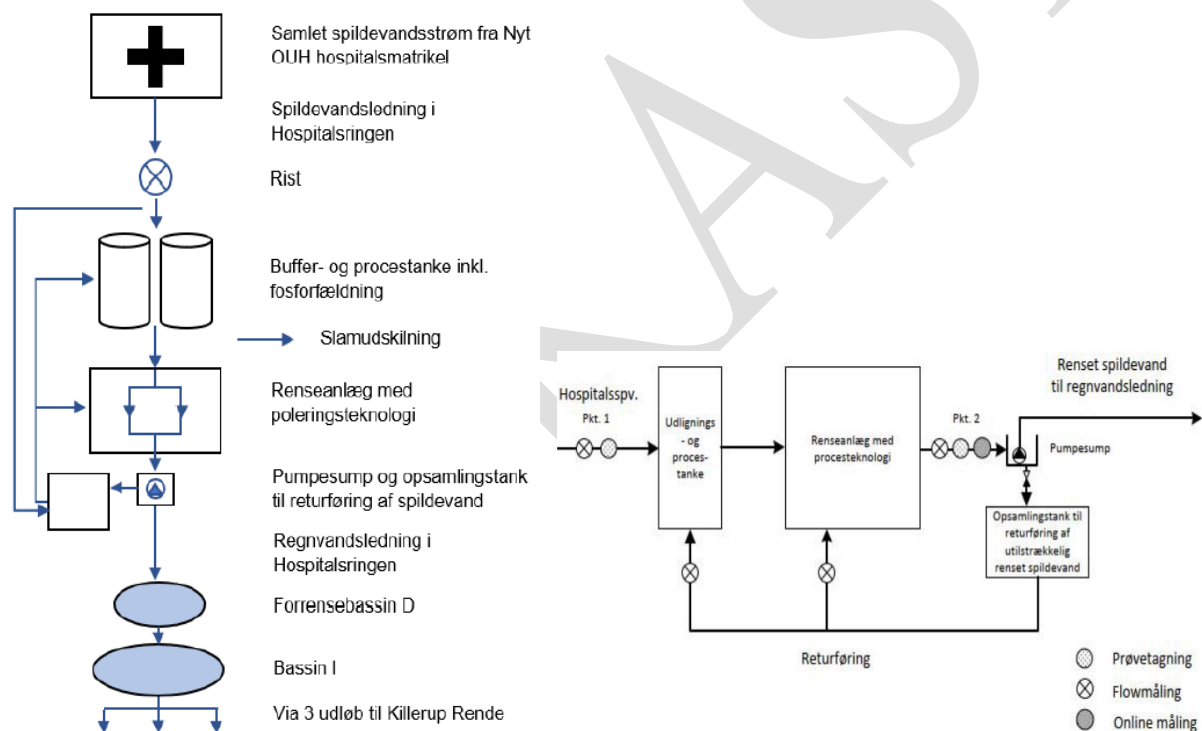 Samlet spildevandsstrøm fra Nyt
OUH hospitalsmatrikel
Spildevandsledning i
Hospitalsringen
Rist
Buffer- og procestanke inkl.
fosforfældning
Slamudskilning
Renseanlæg med
poleringsteknologi
Pumpesump og opsamlingstank
til returføring af spildevand
Regnvandsledning i
Hospitalsringen
Forrensebassin D
Bassin I
Via 3 udløb til Killerup Rende
Hospitalsspv.
Pkt. 1
Udlignings
- og
proces-
tanke
Renseanlæg med
procesteknologi
Pkt. 2
Renset spildevand
til regnvandsledning
Pumpesump
Opsamlingstank til
returføring af
utilstrækkelig
renset spildevand
Returføring
Prøvetagning
Flowmåling
Online måling